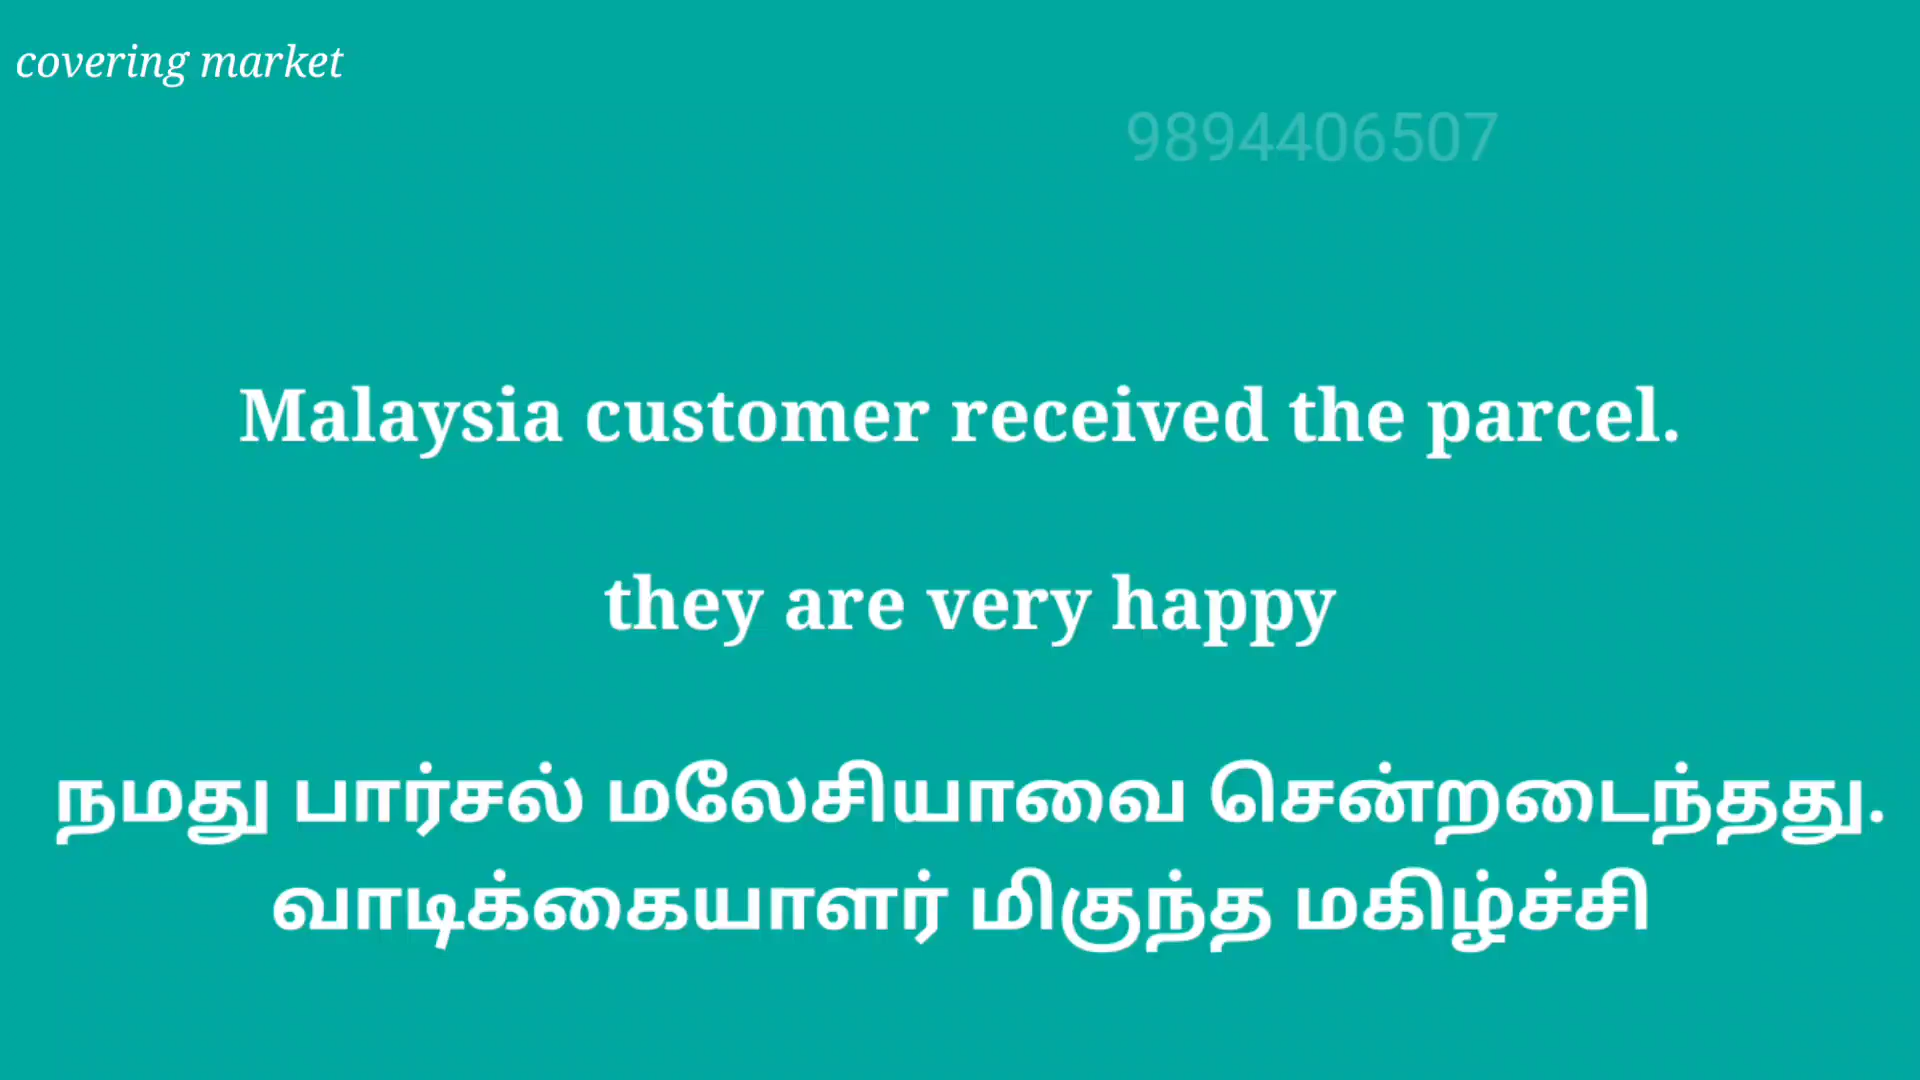 covering market
9894406507
Malaysia customer received the parcel.
they are very happy
நமது பார்சல் மலேசியாவை சென்றடைந்தது.
வாடிக்கையாளர் மிகுந்த மகிழ்ச்சி